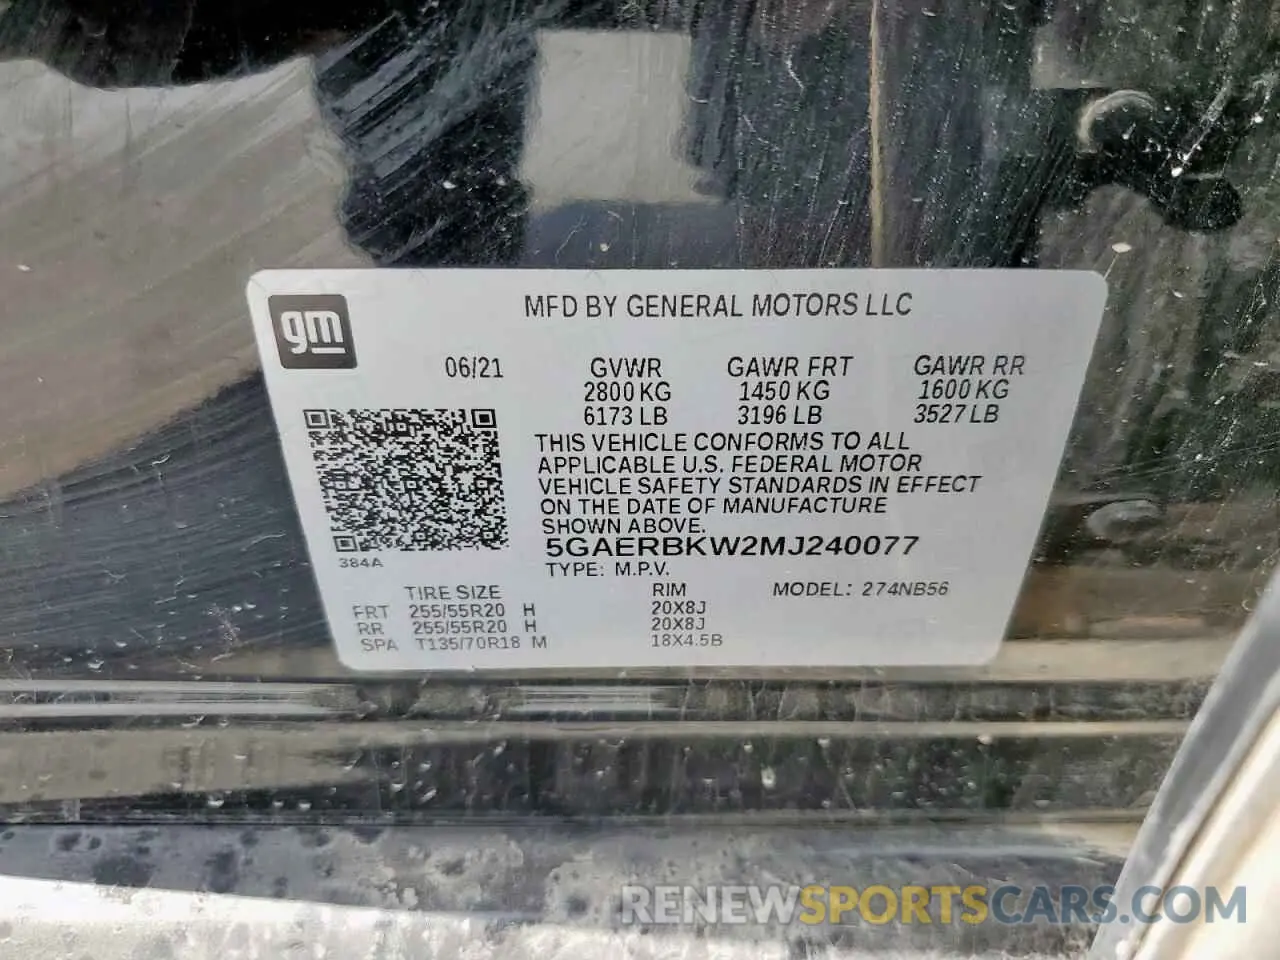 MFD BY GENERAL MOTORS LLC
gm
06/21 GVWR GAWR FRT GAWR RR
2800 KG 1450 KG 1600 KG
6173 LB 3196 LB 3527 LB
THIS VEHICLE CONFORMS TO ALL
APPLICABLE U.S. FEDERAL MOTOR
VEHICLE SAFETY STANDARDS IN EFFECT
ON THE DATE OF MANUFACTURE
SHOWN ABOVE.
5GAERBKW2MJ240077
384A
TYPE: M.P.V.
TIRE SIZE RIM MODEL: 274NB56
FRT 255/55R20 H 20X8J
RR 255/55R20 H 20X8J
SPA T135/70R18 M 18X4.5B
RENEWSPORTSCARS.COM